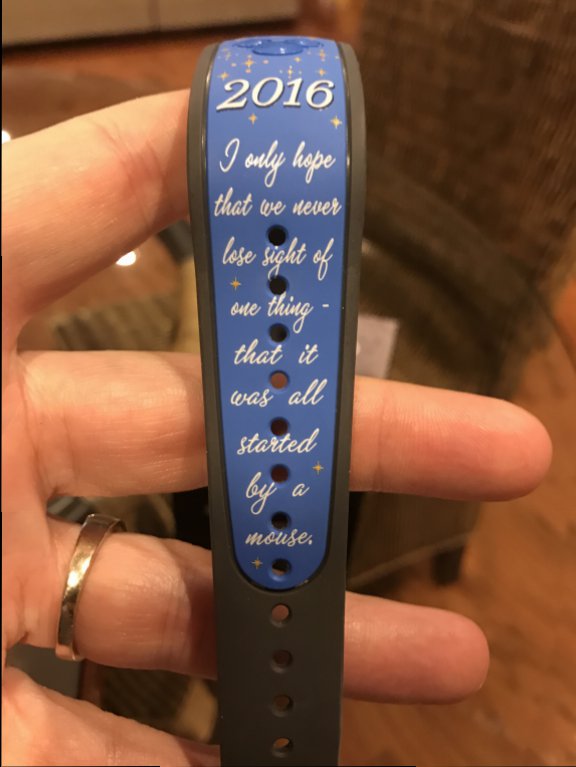 2016
I only hope
that we never
lose sight of
one thing -
that it
was all
started
by a
mouse.